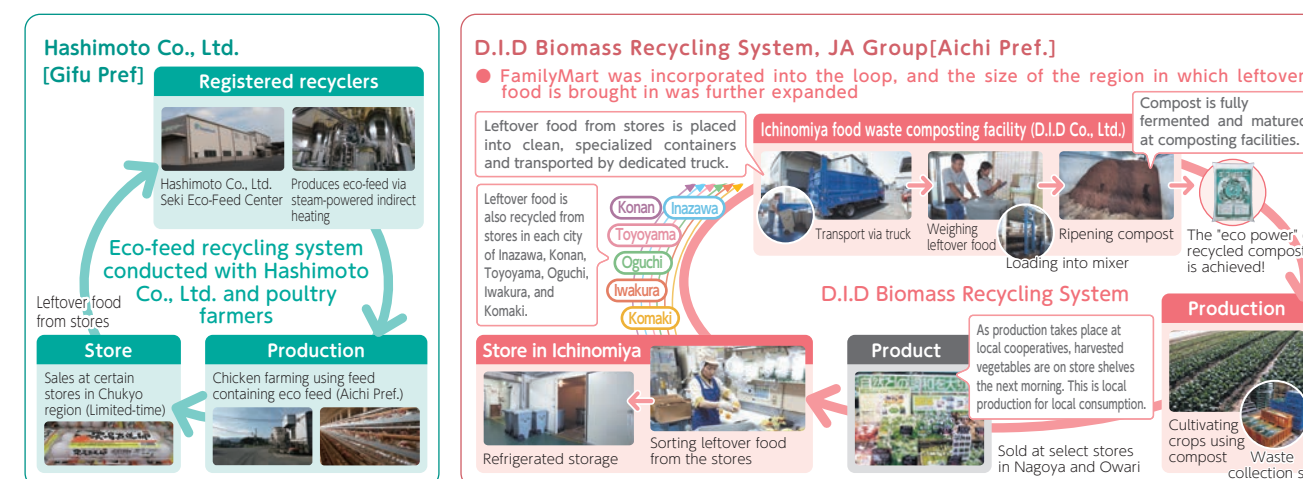 Hashimoto Co., Ltd.
[Gifu Pref]
Registered recyclers
Hashimoto Co., Ltd.
Seki Eco-Feed Center
Produces eco-feed via
steam-powered indirect
heating
Eco-feed recycling system
conducted with Hashimoto
Co., Ltd. and poultry
farmers
Leftover food
from stores
Store
Sales at certain
stores in Chukyo
region (Limited-time)
Production
Chicken farming using feed
containing eco feed (Aichi Pref.)
D.I.D Biomass Recycling System, JA Group[Aichi Pref.]
● FamilyMart was incorporated into the loop, and the size of the region in which leftover
food is brought in was further expanded
Leftover food from stores is placed
into clean, specialized containers
and transported by dedicated truck.
Ichinomiya food waste composting facility (D.I.D Co., Ltd.)
Compost is fully
fermented and matured
at composting facilities.
Transport via truck
Weighing
leftover food
Loading into mixer
Ripening compost
The "eco power"
recycled compost
is achieved!
Leftover food is
also recycled from
stores in each city
of Inazawa, Konan,
Toyoyama, Oguchi,
Iwakura, and
Komaki.
Konan
Inazawa
Toyoyama
Oguchi
Iwakura
Komaki
D.I.D Biomass Recycling System
Store in Ichinomiya
Refrigerated storage
Sorting leftover food
from the stores
Product
As production takes place at
local cooperatives, harvested
vegetables are on store shelves
the next morning. This is local
production for local consumption.
Sold at select stores
in Nagoya and Owari
Production
Cultivating
crops using
compost
Waste
collection